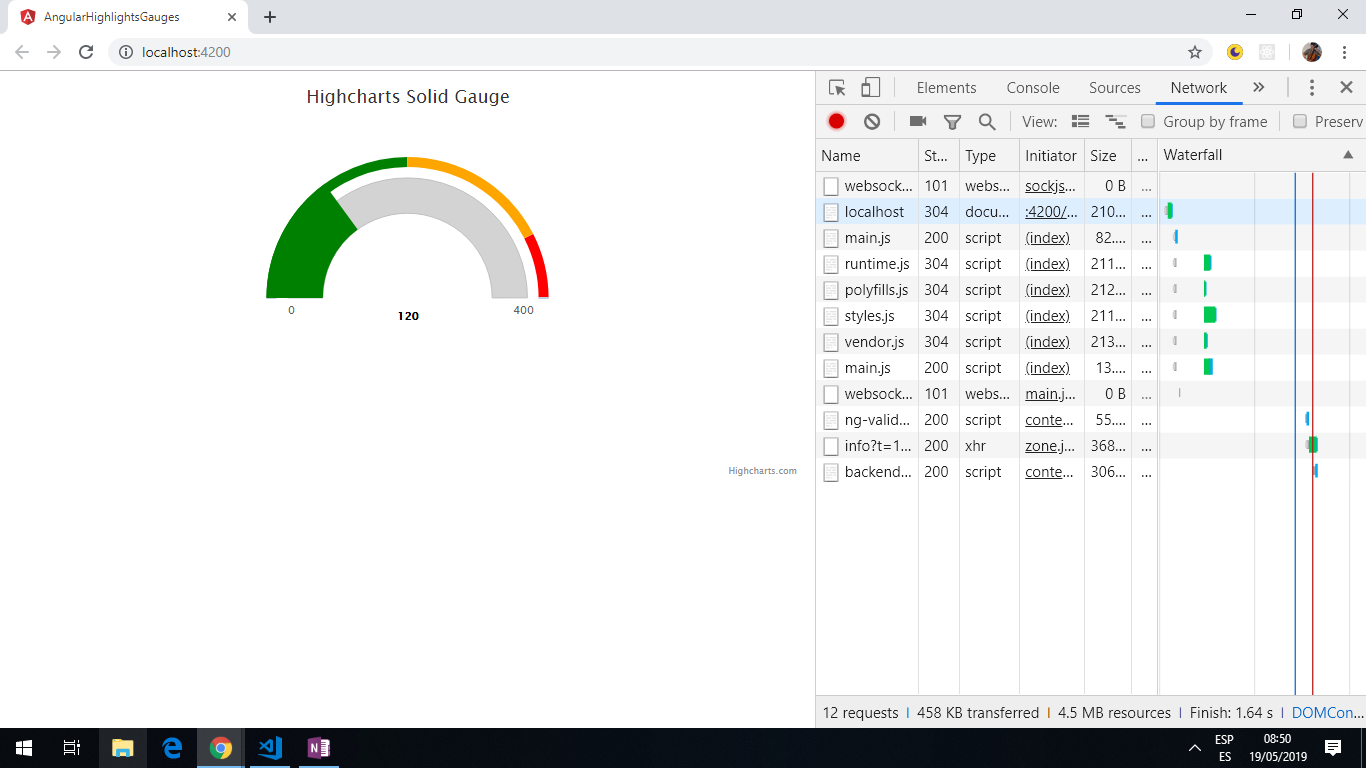 AngularHighlightsGauges
localhost:4200
Highcharts Solid Gauge
0
120
400
Highcharts.com
Elements Console Sources Network
View: Group by frame Preserv
Name St... Type Initiator Size ... Waterfall
websock... 101 webs... sockjs... 0 B ...
localhost 304 docu... :4200/... 210... ...
main.js 200 script (index) 82.... ...
runtime.js 304 script (index) 211... ...
polyfills.js 304 script (index) 212... ...
styles.js 304 script (index) 211... ...
vendor.js 304 script (index) 213... ...
main.js 200 script (index) 13.... ...
websock... 101 webs... main.j... 0 B ...
ng-valid... 200 script conte... 55.... ...
info?t=1... 200 xhr zone.j... 368... ...
backend... 200 script conte... 306... ...
12 requests | 458 KB transferred | 4.5 MB resources | Finish: 1.64 s | DOMCon...
ESP
ES
08:50
19/05/2019